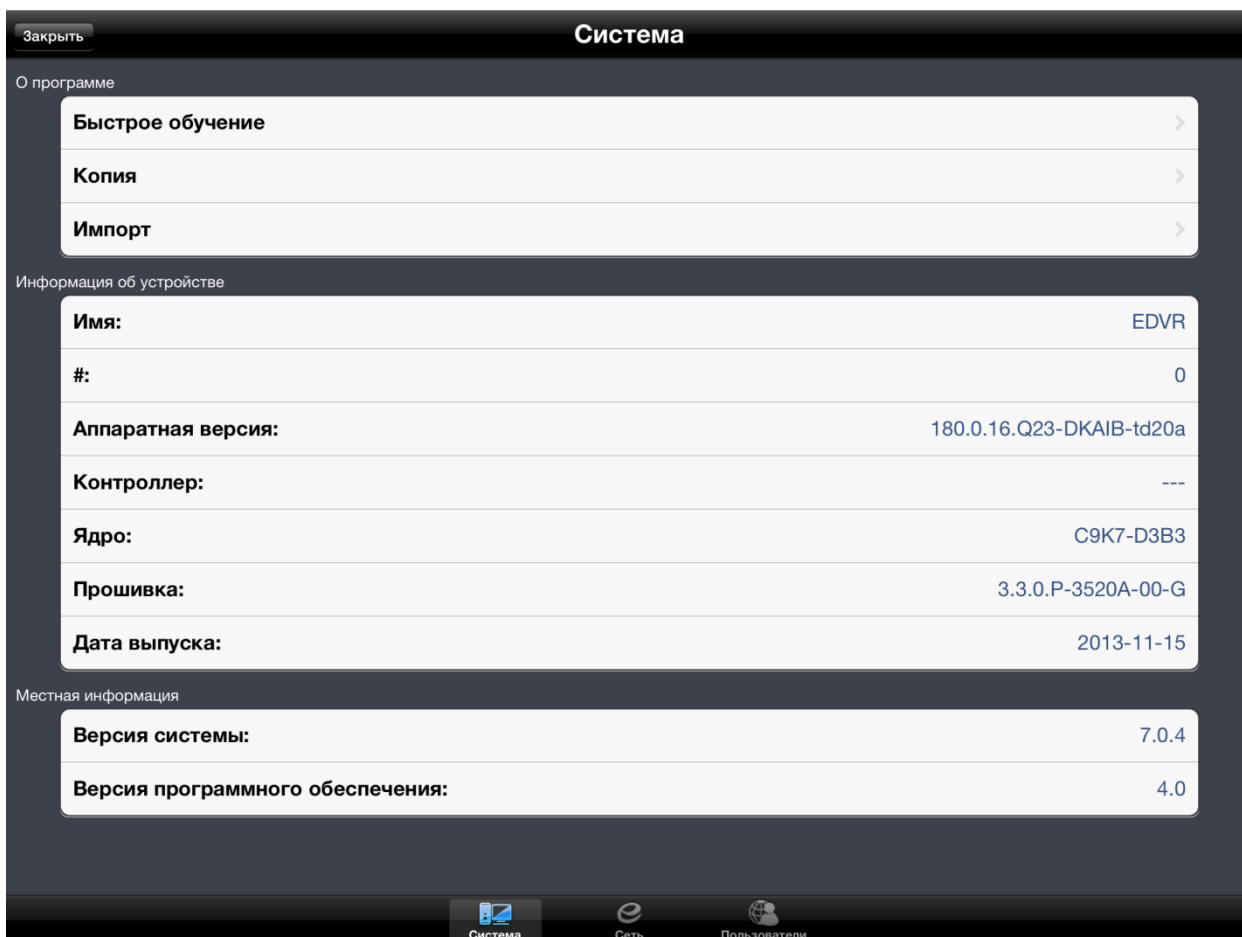 Закрыть
Система
О программе
Быстрое обучение
Копия
Импорт
Информация об устройстве
Имя: EDVR
#: 0
Аппаратная версия: 180.0.16.Q23-DKAIB-td20a
Контроллер: ---
Ядро: C9K7-D3B3
Прошивка: 3.3.0.P-3520A-00-G
Дата выпуска: 2013-11-15
Местная информация
Версия системы: 7.0.4
Версия программного обеспечения: 4.0
Система Сеть Пользователи